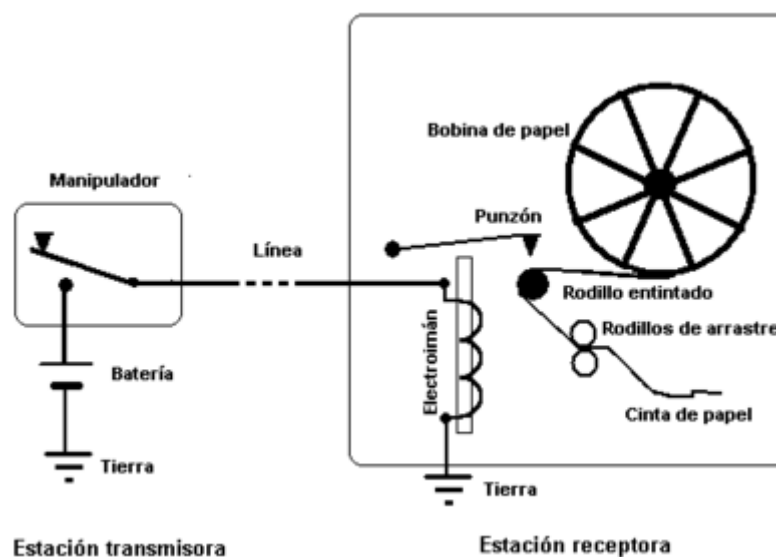 Bobina de papel
Manipulador
Punzón
Línea
Rodillo entintado
Rodillos de arrastre
Electroimán
Batería
Cinta de papel
Tierra
Tierra
Estación transmisora
Estación receptora